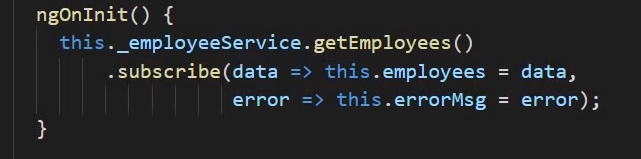 ngOnInit() {
this._employeeService.getEmployees()
.subscribe(data => this.employees = data,
error => this.errorMsg = error);
}